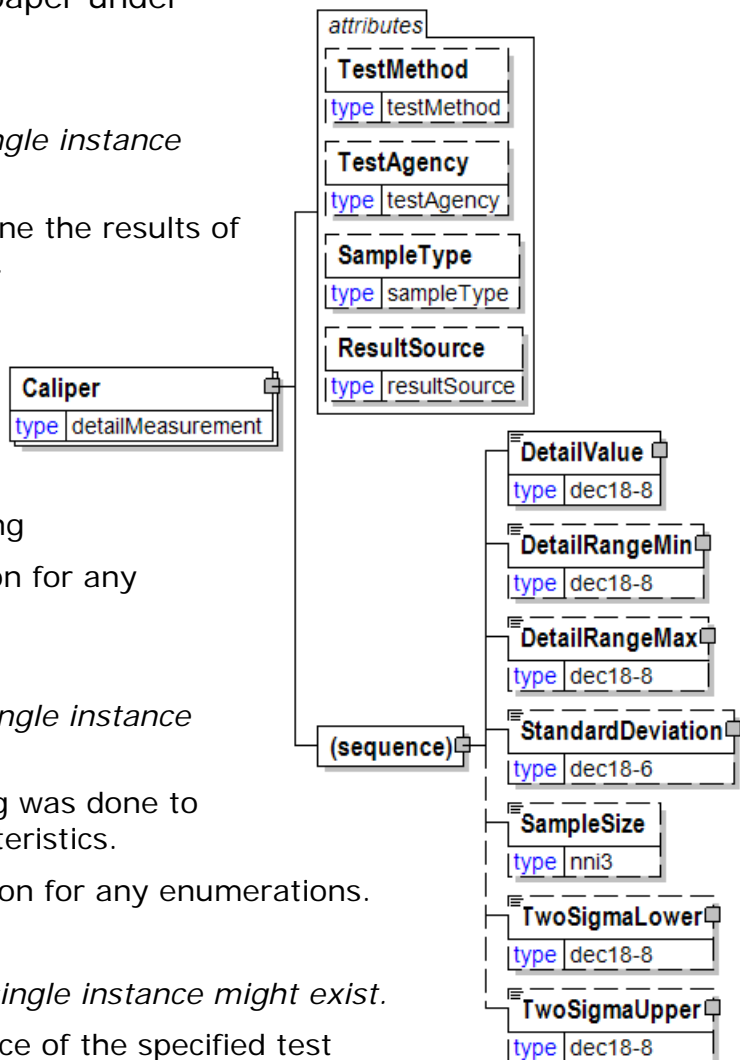 paper under
ngle instance
ne the results of
ng
on for any
ngle instance
g was done to
teristics.
on for any enumerations.
single instance might exist.
ce of the specified test
attributes
TestMethod
type testMethod
TestAgency
type testAgency
SampleType
type sampleType
ResultSource
type resultSource
Caliper
type detailMeasurement
(sequence)
DetailValue
type dec18-8
DetailRangeMin
type dec18-8
DetailRangeMax
type dec18-8
StandardDeviation
type dec18-6
SampleSize
type nni3
TwoSigmaLower
type dec18-8
TwoSigmaUpper
type dec18-8